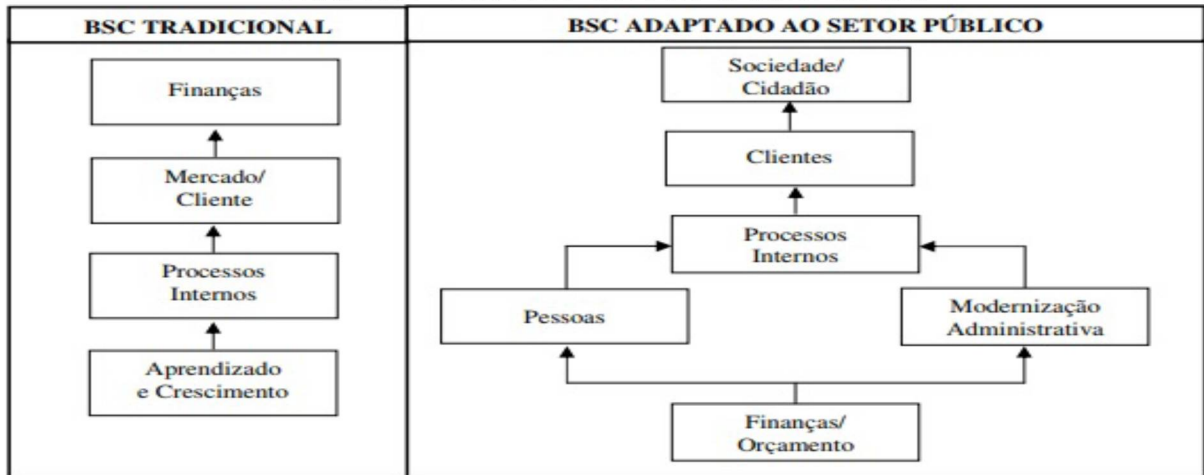 BSC TRADICIONAL
Finanças
Mercado/
Cliente
Processos
Internos
Aprendizado
e Crescimento
BSC ADAPTADO AO SETOR PÚBLICO
Sociedade/
Cidadão
Clientes
Processos
Internos
Pessoas
Modernização
Administrativa
Finanças/
Orçamento